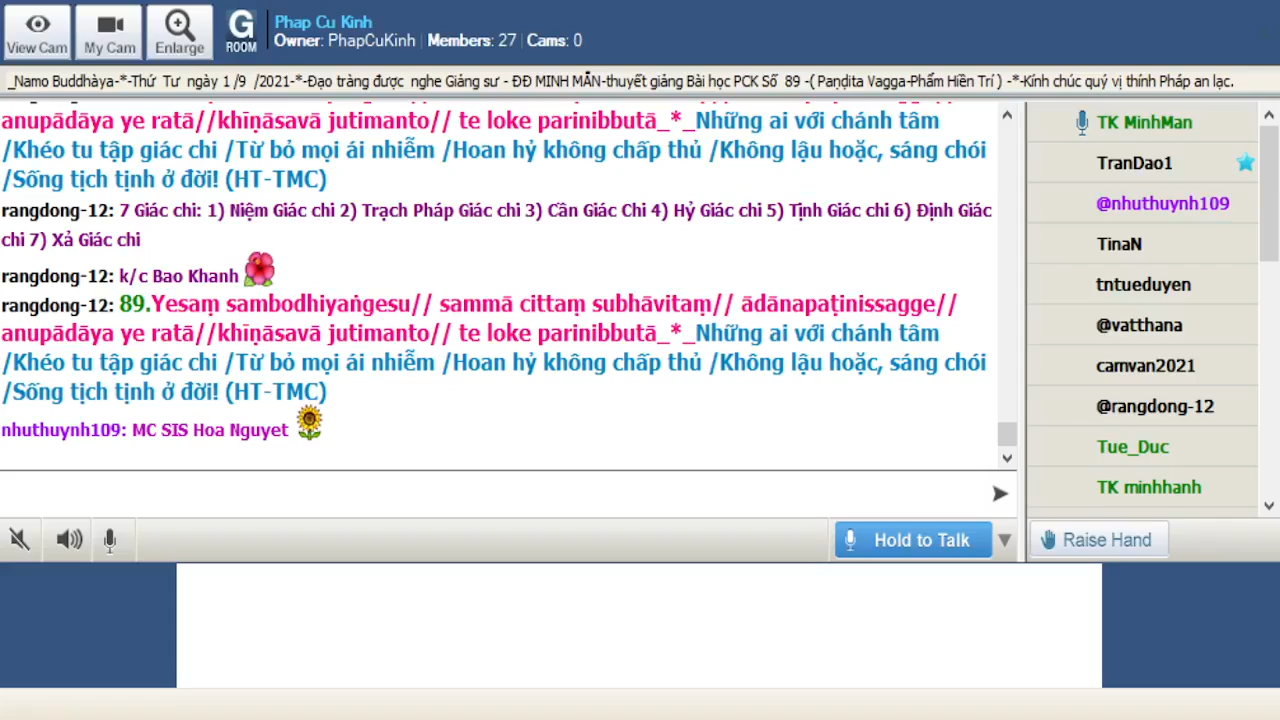 View Cam
My Cam
Enlarge
G
ROOM
Phap Cu Kinh
Owner: PhapCuKinh | Members: 27 | Cams: 0
_Namo Buddhàya-*-Thứ Tư ngày 1 /9 /2021-*-Đạo tràng được nghe Giảng sư - ĐĐ MINH MẪN-thuyết giảng Bài học PCK Số 89 -( Paṇḍita Vagga-Phẩm Hiền Trí ) -*-Kính chúc quý vị thính Pháp an lạc.
anupādāya ye ratā//khīṇāsavā jutimanto// te loke parinibbutā_*_Những ai với chánh tâm
/Khéo tu tập giác chi /Từ bỏ mọi ái nhiễm /Hoan hỷ không chấp thủ /Không lậu hoặc, sáng chói
/Sống tịch tịnh ở đời! (HT-TMC)
rangdong-12: 7 Giác chi: 1) Niệm Giác chi 2) Trạch Pháp Giác chi 3) Cần Giác Chi 4) Hỷ Giác chi 5) Tịnh Giác chi 6) Định Giác
chi 7) Xả Giác chi
rangdong-12: k/c Bao Khanh
rangdong-12: 89.Yesaṃ sambodhiyaṅgesu// sammā cittaṃ subhāvitaṃ// ādānapaṭinissagge//
anupādāya ye ratā//khīṇāsavā jutimanto// te loke parinibbutā_*_Những ai với chánh tâm
/Khéo tu tập giác chi /Từ bỏ mọi ái nhiễm /Hoan hỷ không chấp thủ /Không lậu hoặc, sáng chói
/Sống tịch tịnh ở đời! (HT-TMC)
nhuthuynh109: MC SIS Hoa Nguyet
TK MinhMan
TranDao1
@nhuthuynh109
TinaN
tntueduyen
@vatthana
camvan2021
@rangdong-12
Tue_Duc
TK minhhanh
Hold to Talk
Raise Hand